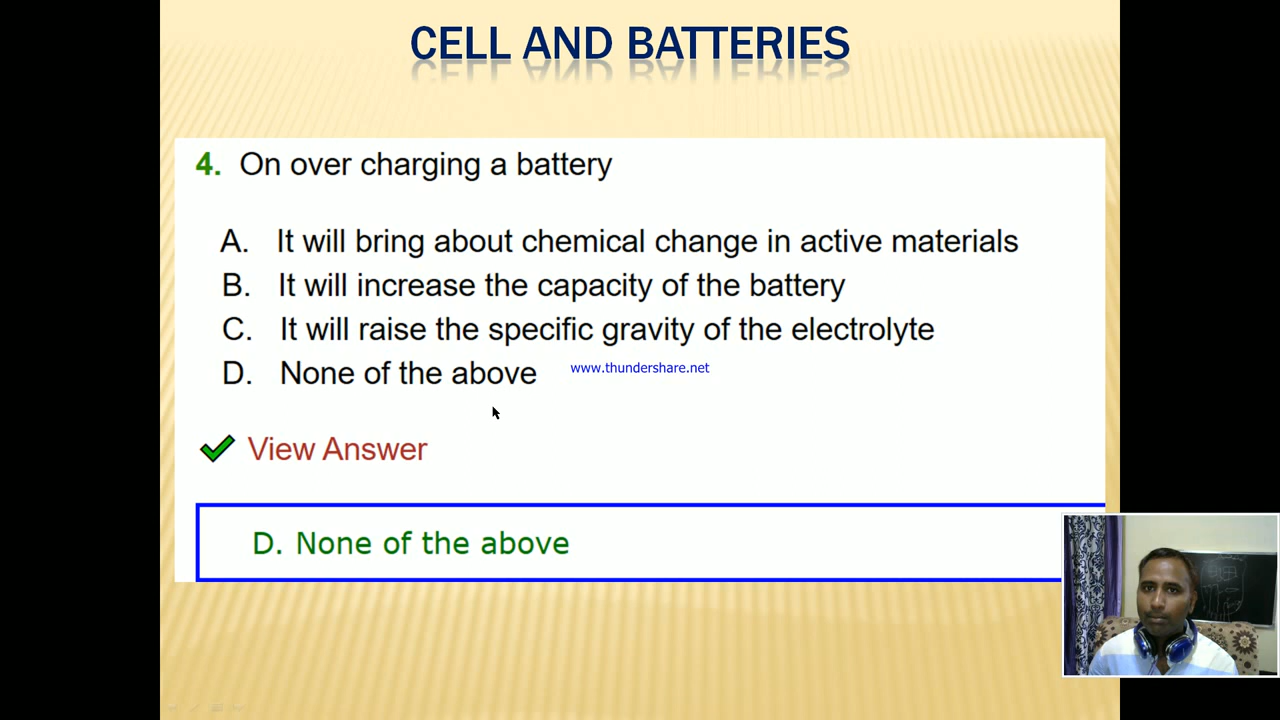 CELL AND BATTERIES
4. On over charging a battery
A. It will bring about chemical change in active materials
B. It will increase the capacity of the battery
C. It will raise the specific gravity of the electrolyte
D. None of the above www.thundershare.net
View Answer
D. None of the above